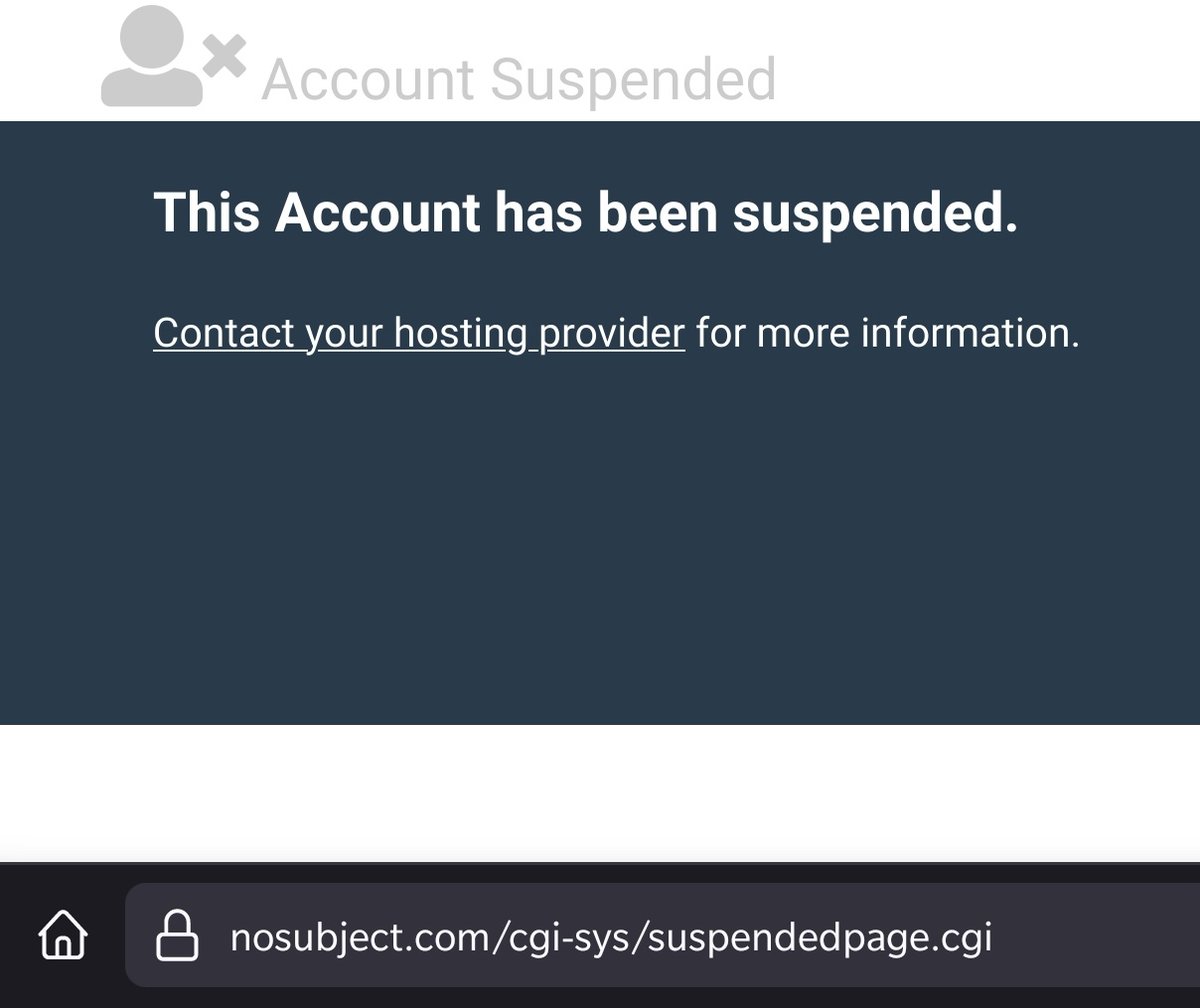 Account Suspended
This Account has been suspended.
Contact your hosting provider for more information.
nosubject.com/cgi-sys/suspendedpage.cgi